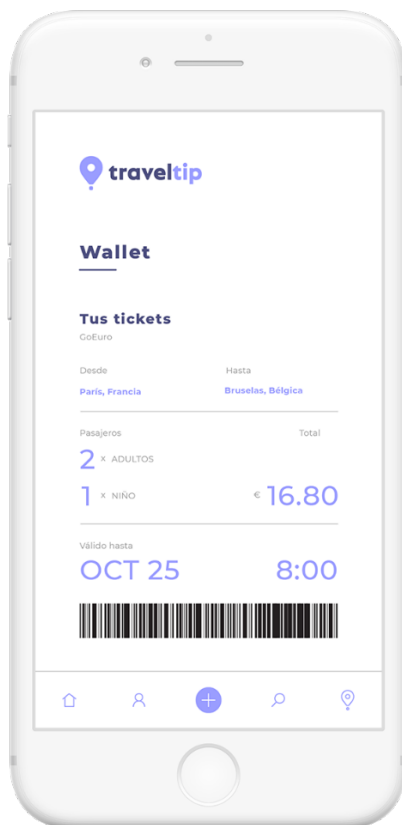 traveltip
Wallet
Tus tickets
GoEuro
Desde Hasta
París, Francia Bruselas, Bélgica
Pasajeros Total
2 x ADULTOS
1 x NIÑO € 16.80
Válido hasta
OCT 25 8:00